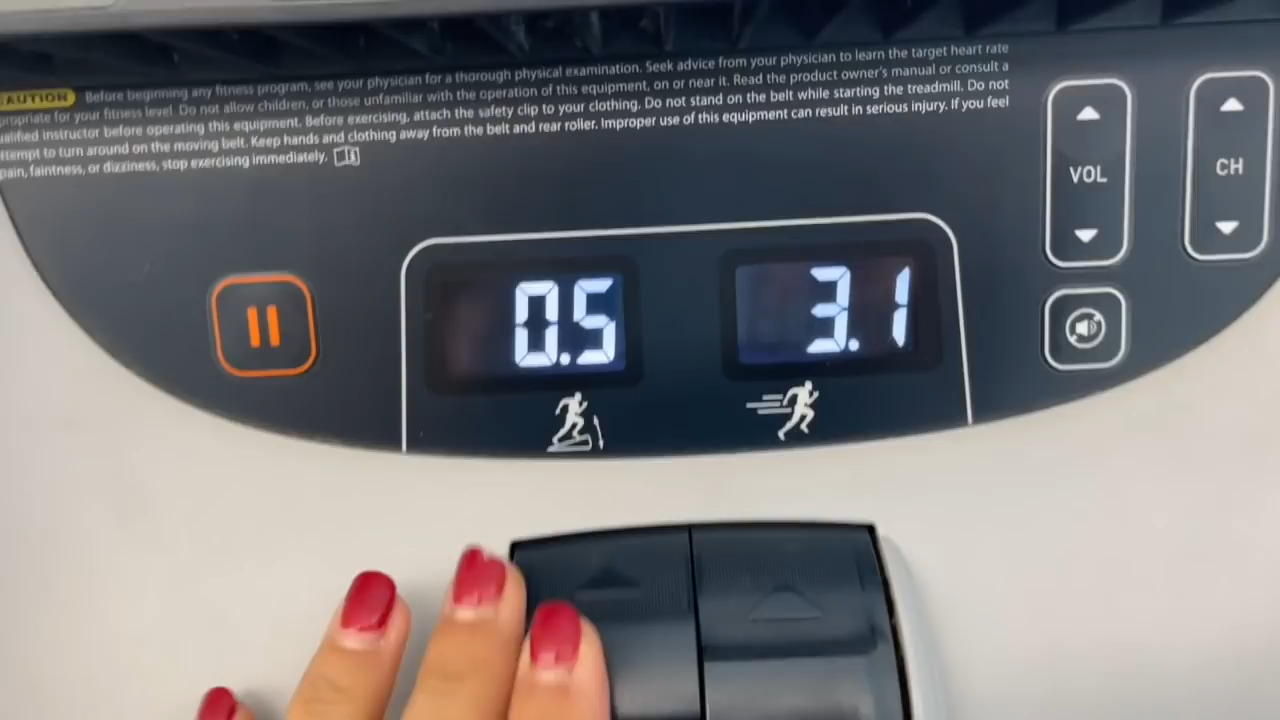 CAUTION Before beginning any fitness program, see your physician for a thorough physical examination. Seek advice from your physician to learn the target heart rate
for your fitness level. Do not allow children, or those unfamiliar with the operation of this equipment, on or near it. Read the product owner's manual or consult a
instructor before operating this equipment. Before exercising, attach the safety clip to your clothing. Do not stand on the belt while starting the treadmill. Do not
to turn around on the moving belt. Keep hands and clothing away from the belt and rear roller. Improper use of this equipment can result in serious injury. If you feel
pain, faintness, or dizziness, stop exercising immediately.
VOL
CH
0.5
3.1